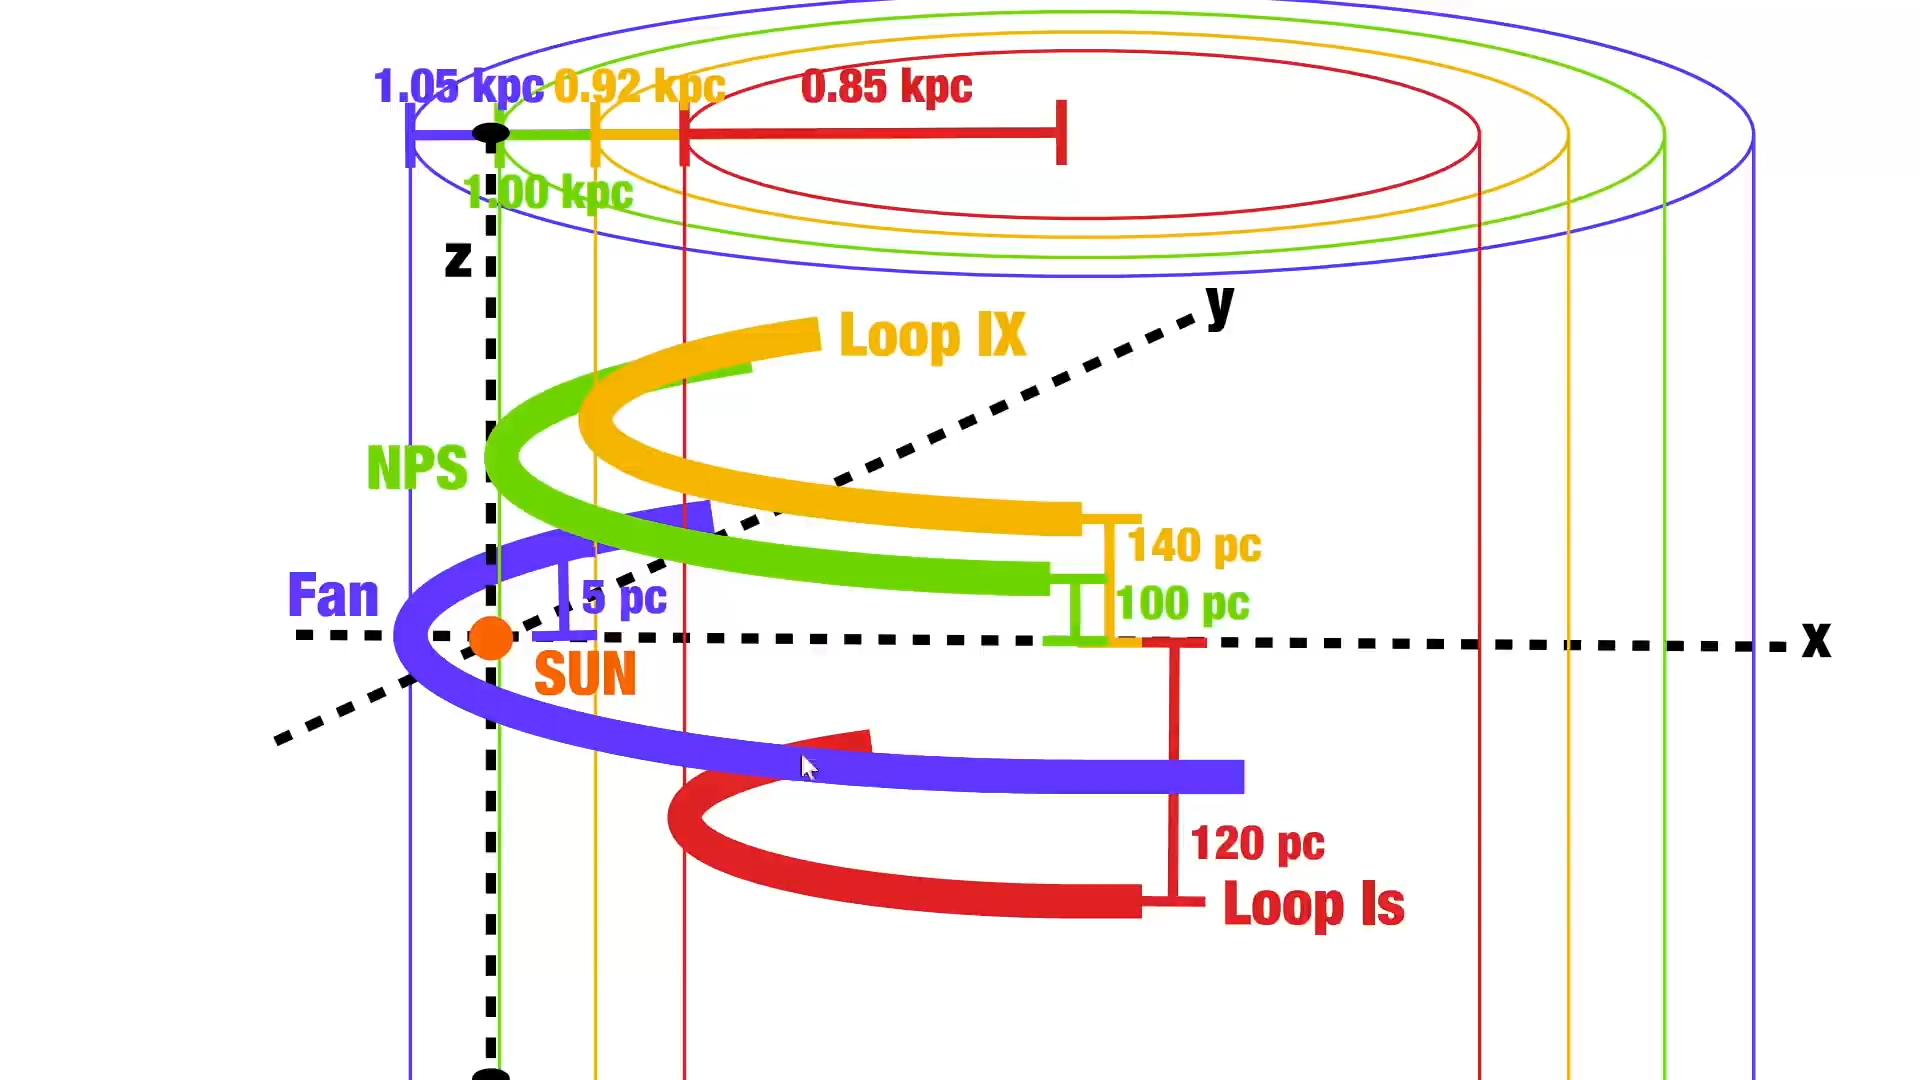 1.05 kpc 0.92 kpc 0.85 kpc
1.00 kpc
z
y
Loop IX
NPS
140 pc
Fan
5 pc
100 pc
x
SUN
120 pc
Loop Is